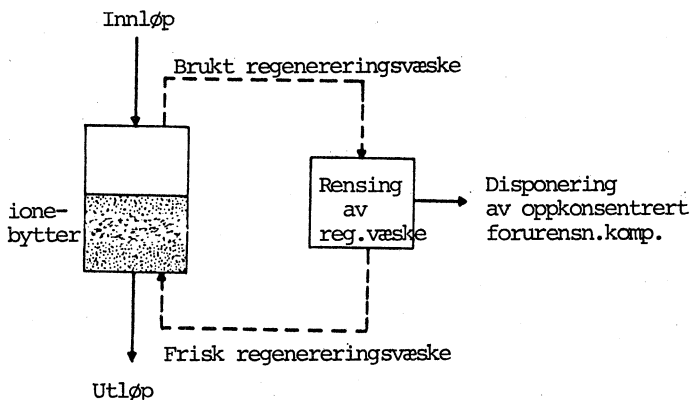 Innløp
Brukt regenereringsvæske
ione-
bytter
Rensing
av
reg.væske
Disponering
av oppkonsentrert
forurensn.komp.
Frisk regenereringsvæske
Utløp